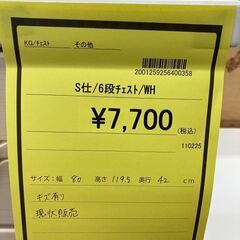 KG/ﾁｪｽﾄ その他
2001259256400358
S仕/6段ﾁｪｽﾄ/WH
¥7,700
(税込)
110225
サイズ:幅 80 高さ 119.5 奥行 42 cm
キズ有り
現状販売